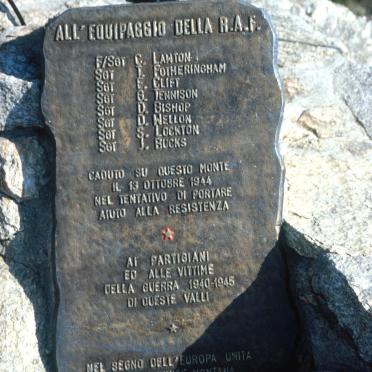 ALL'EQUIPAGGIO DELLA R.A.F.
F/Sgt C. LAWTON
Sgt T. FOTHERINGHAM
Sgt E. CLIFT
Sgt G. JENNISON
Sgt D. BISHOP
Sgt D. MELLON
Sgt S. LOCKTON
Sgt J. BUCKS
CADUTO SU QUESTO MONTE
IL 13 OTTOBRE 1944
NEL TENTATIVO DI PORTARE
AIUTO ALLA RESISTENZA
AI PARTIGIANI
ED ALLE VITTIME
DELLA GUERRA 1940-1945
DI QUESTE VALLI
NEL SEGNO DELL'EUROPA UNITA
MONTANA